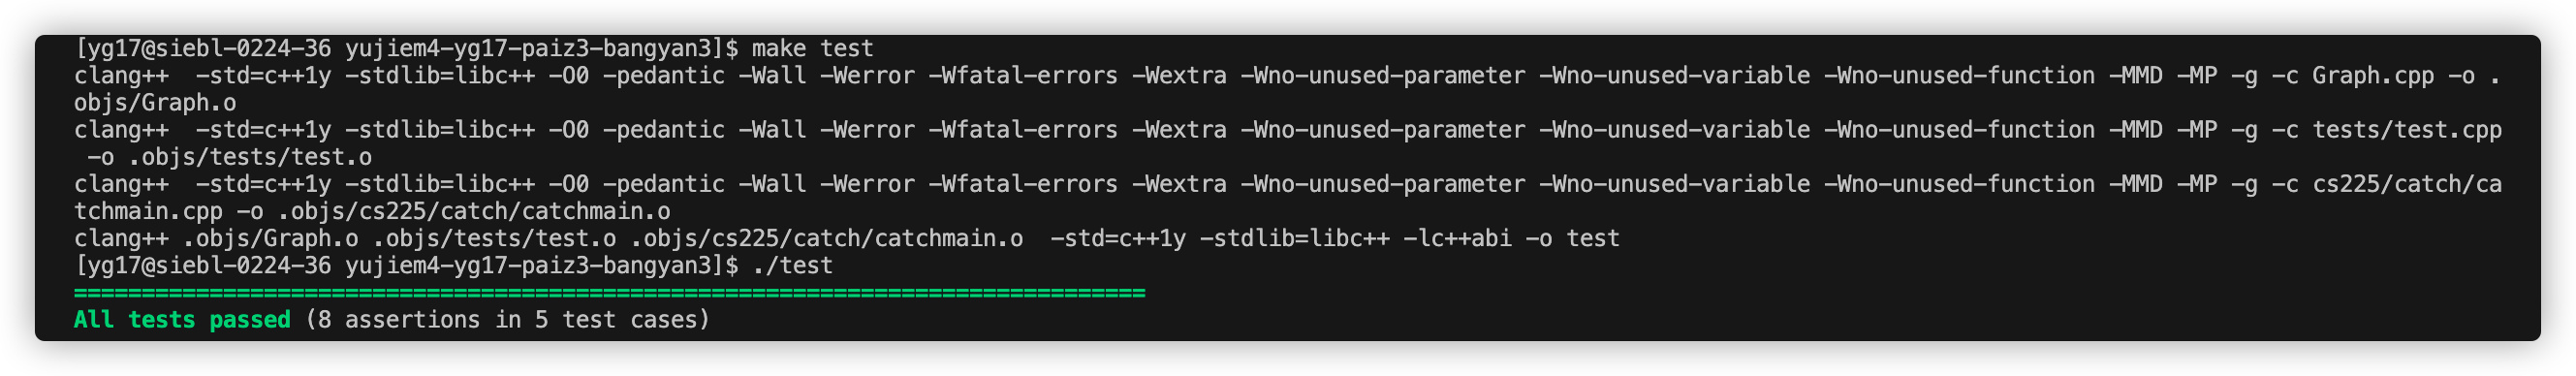 [yg17@siebl-0224-36 yujiem4-yg17-paiz3-bangyan3]$ make test
clang++  -std=c++1y -stdlib=libc++ -O0 -pedantic -Wall -Werror -Wfatal-errors -Wextra -Wno-unused-parameter -Wno-unused-variable -Wno-unused-function -MMD -MP -g -c Graph.cpp -o .
objs/Graph.o
clang++  -std=c++1y -stdlib=libc++ -O0 -pedantic -Wall -Werror -Wfatal-errors -Wextra -Wno-unused-parameter -Wno-unused-variable -Wno-unused-function -MMD -MP -g -c tests/test.cpp
 -o .objs/tests/test.o
clang++  -std=c++1y -stdlib=libc++ -O0 -pedantic -Wall -Werror -Wfatal-errors -Wextra -Wno-unused-parameter -Wno-unused-variable -Wno-unused-function -MMD -MP -g -c cs225/catch/ca
tchmain.cpp -o .objs/cs225/catch/catchmain.o
clang++ .objs/Graph.o .objs/tests/test.o .objs/cs225/catch/catchmain.o  -std=c++1y -stdlib=libc++ -lc++abi -o test
[yg17@siebl-0224-36 yujiem4-yg17-paiz3-bangyan3]$ ./test
===============================================================================
All tests passed (8 assertions in 5 test cases)